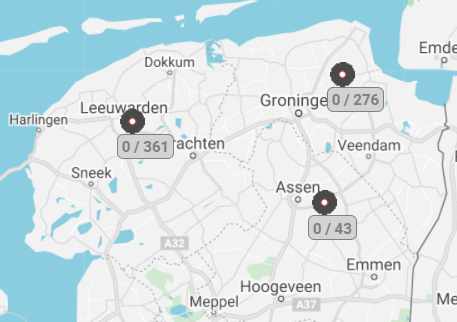 Dokkum
Emde
Leeuwarden
Groninge
0 / 276
Harlingen
0 / 361
rachten
Veendam
Sneek
Assen
0 / 43
A32
Emmen
Hoogeveen
Meppel
A37
Me